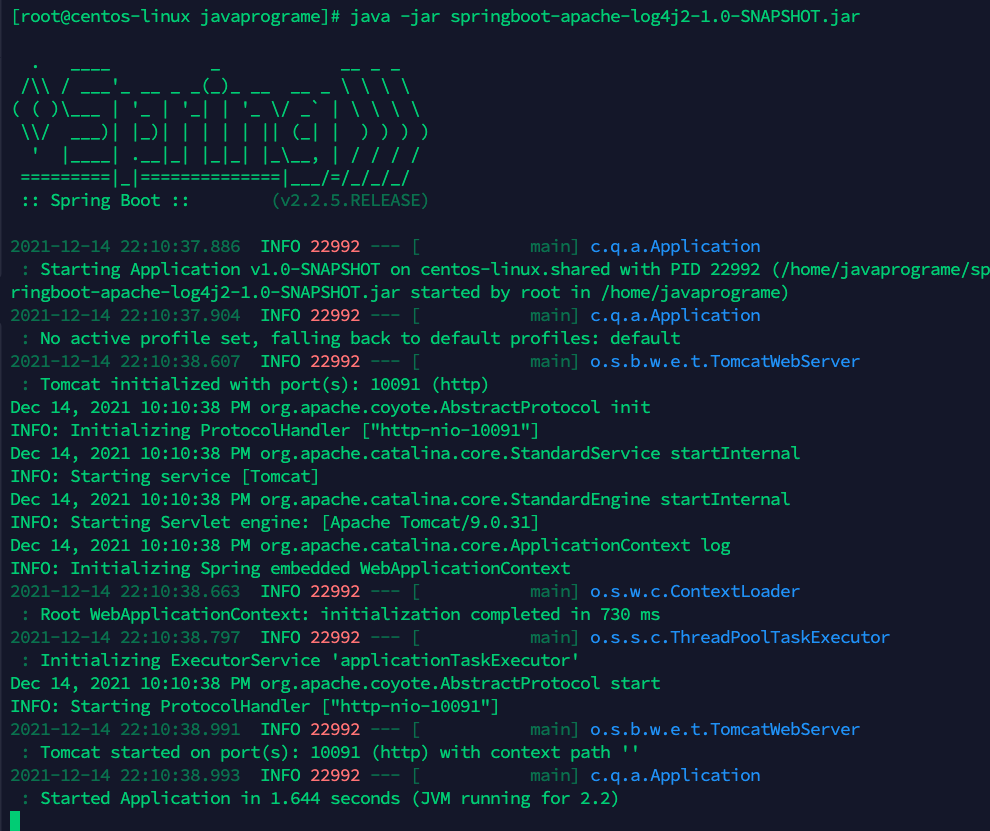 [root@centos-linux javaprograme]# java -jar springboot-apache-log4j2-1.0-SNAPSHOT.jar
  .   ____          _            __ _ _
 /\\ / ___'_ __ _ _(_)_ __  __ _ \ \ \ \
( ( )\___ | '_ | '_| | '_ \/ _` | \ \ \ \
 \\/  ___)| |_)| | | | | || (_| |  ) ) ) )
  '  |____| .__|_| |_|_| |_\__, | / / / /
 =========|_|==============|___/=/_/_/_/
 :: Spring Boot ::        (v2.2.5.RELEASE)
2021-12-14 22:10:37.886  INFO 22992 --- [           main] c.q.a.Application
 : Starting Application v1.0-SNAPSHOT on centos-linux.shared with PID 22992 (/home/javaprograme/sp
ringboot-apache-log4j2-1.0-SNAPSHOT.jar started by root in /home/javaprograme)
2021-12-14 22:10:37.904  INFO 22992 --- [           main] c.q.a.Application
 : No active profile set, falling back to default profiles: default
2021-12-14 22:10:38.607  INFO 22992 --- [           main] o.s.b.w.e.t.TomcatWebServer
 : Tomcat initialized with port(s): 10091 (http)
Dec 14, 2021 10:10:38 PM org.apache.coyote.AbstractProtocol init
INFO: Initializing ProtocolHandler ["http-nio-10091"]
Dec 14, 2021 10:10:38 PM org.apache.catalina.core.StandardService startInternal
INFO: Starting service [Tomcat]
Dec 14, 2021 10:10:38 PM org.apache.catalina.core.StandardEngine startInternal
INFO: Starting Servlet engine: [Apache Tomcat/9.0.31]
Dec 14, 2021 10:10:38 PM org.apache.catalina.core.ApplicationContext log
INFO: Initializing Spring embedded WebApplicationContext
2021-12-14 22:10:38.663  INFO 22992 --- [           main] o.s.w.c.ContextLoader
 : Root WebApplicationContext: initialization completed in 730 ms
2021-12-14 22:10:38.797  INFO 22992 --- [           main] o.s.s.c.ThreadPoolTaskExecutor
 : Initializing ExecutorService 'applicationTaskExecutor'
Dec 14, 2021 10:10:38 PM org.apache.coyote.AbstractProtocol start
INFO: Starting ProtocolHandler ["http-nio-10091"]
2021-12-14 22:10:38.991  INFO 22992 --- [           main] o.s.b.w.e.t.TomcatWebServer
 : Tomcat started on port(s): 10091 (http) with context path ''
2021-12-14 22:10:38.993  INFO 22992 --- [           main] c.q.a.Application
 : Started Application in 1.644 seconds (JVM running for 2.2)